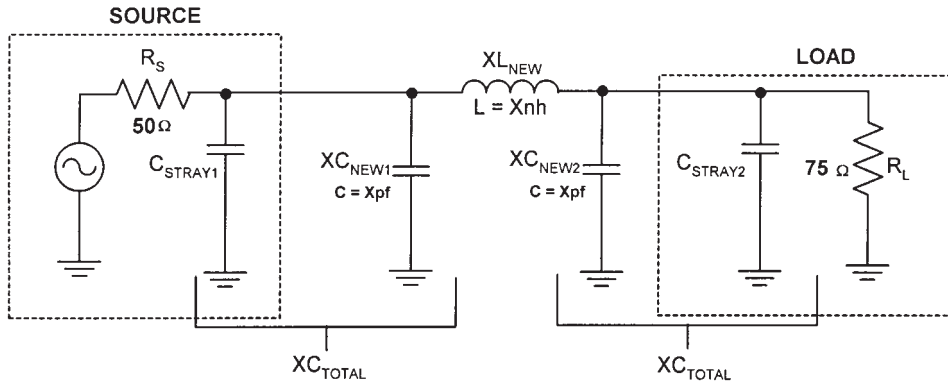 SOURCE
R_S
50Ω
C_STRAY1
XC_NEW1
C = Xpf
XL_NEW
L = Xnh
XC_NEW2
C = Xpf
LOAD
C_STRAY2
75 Ω
R_L
XC_TOTAL
XC_TOTAL